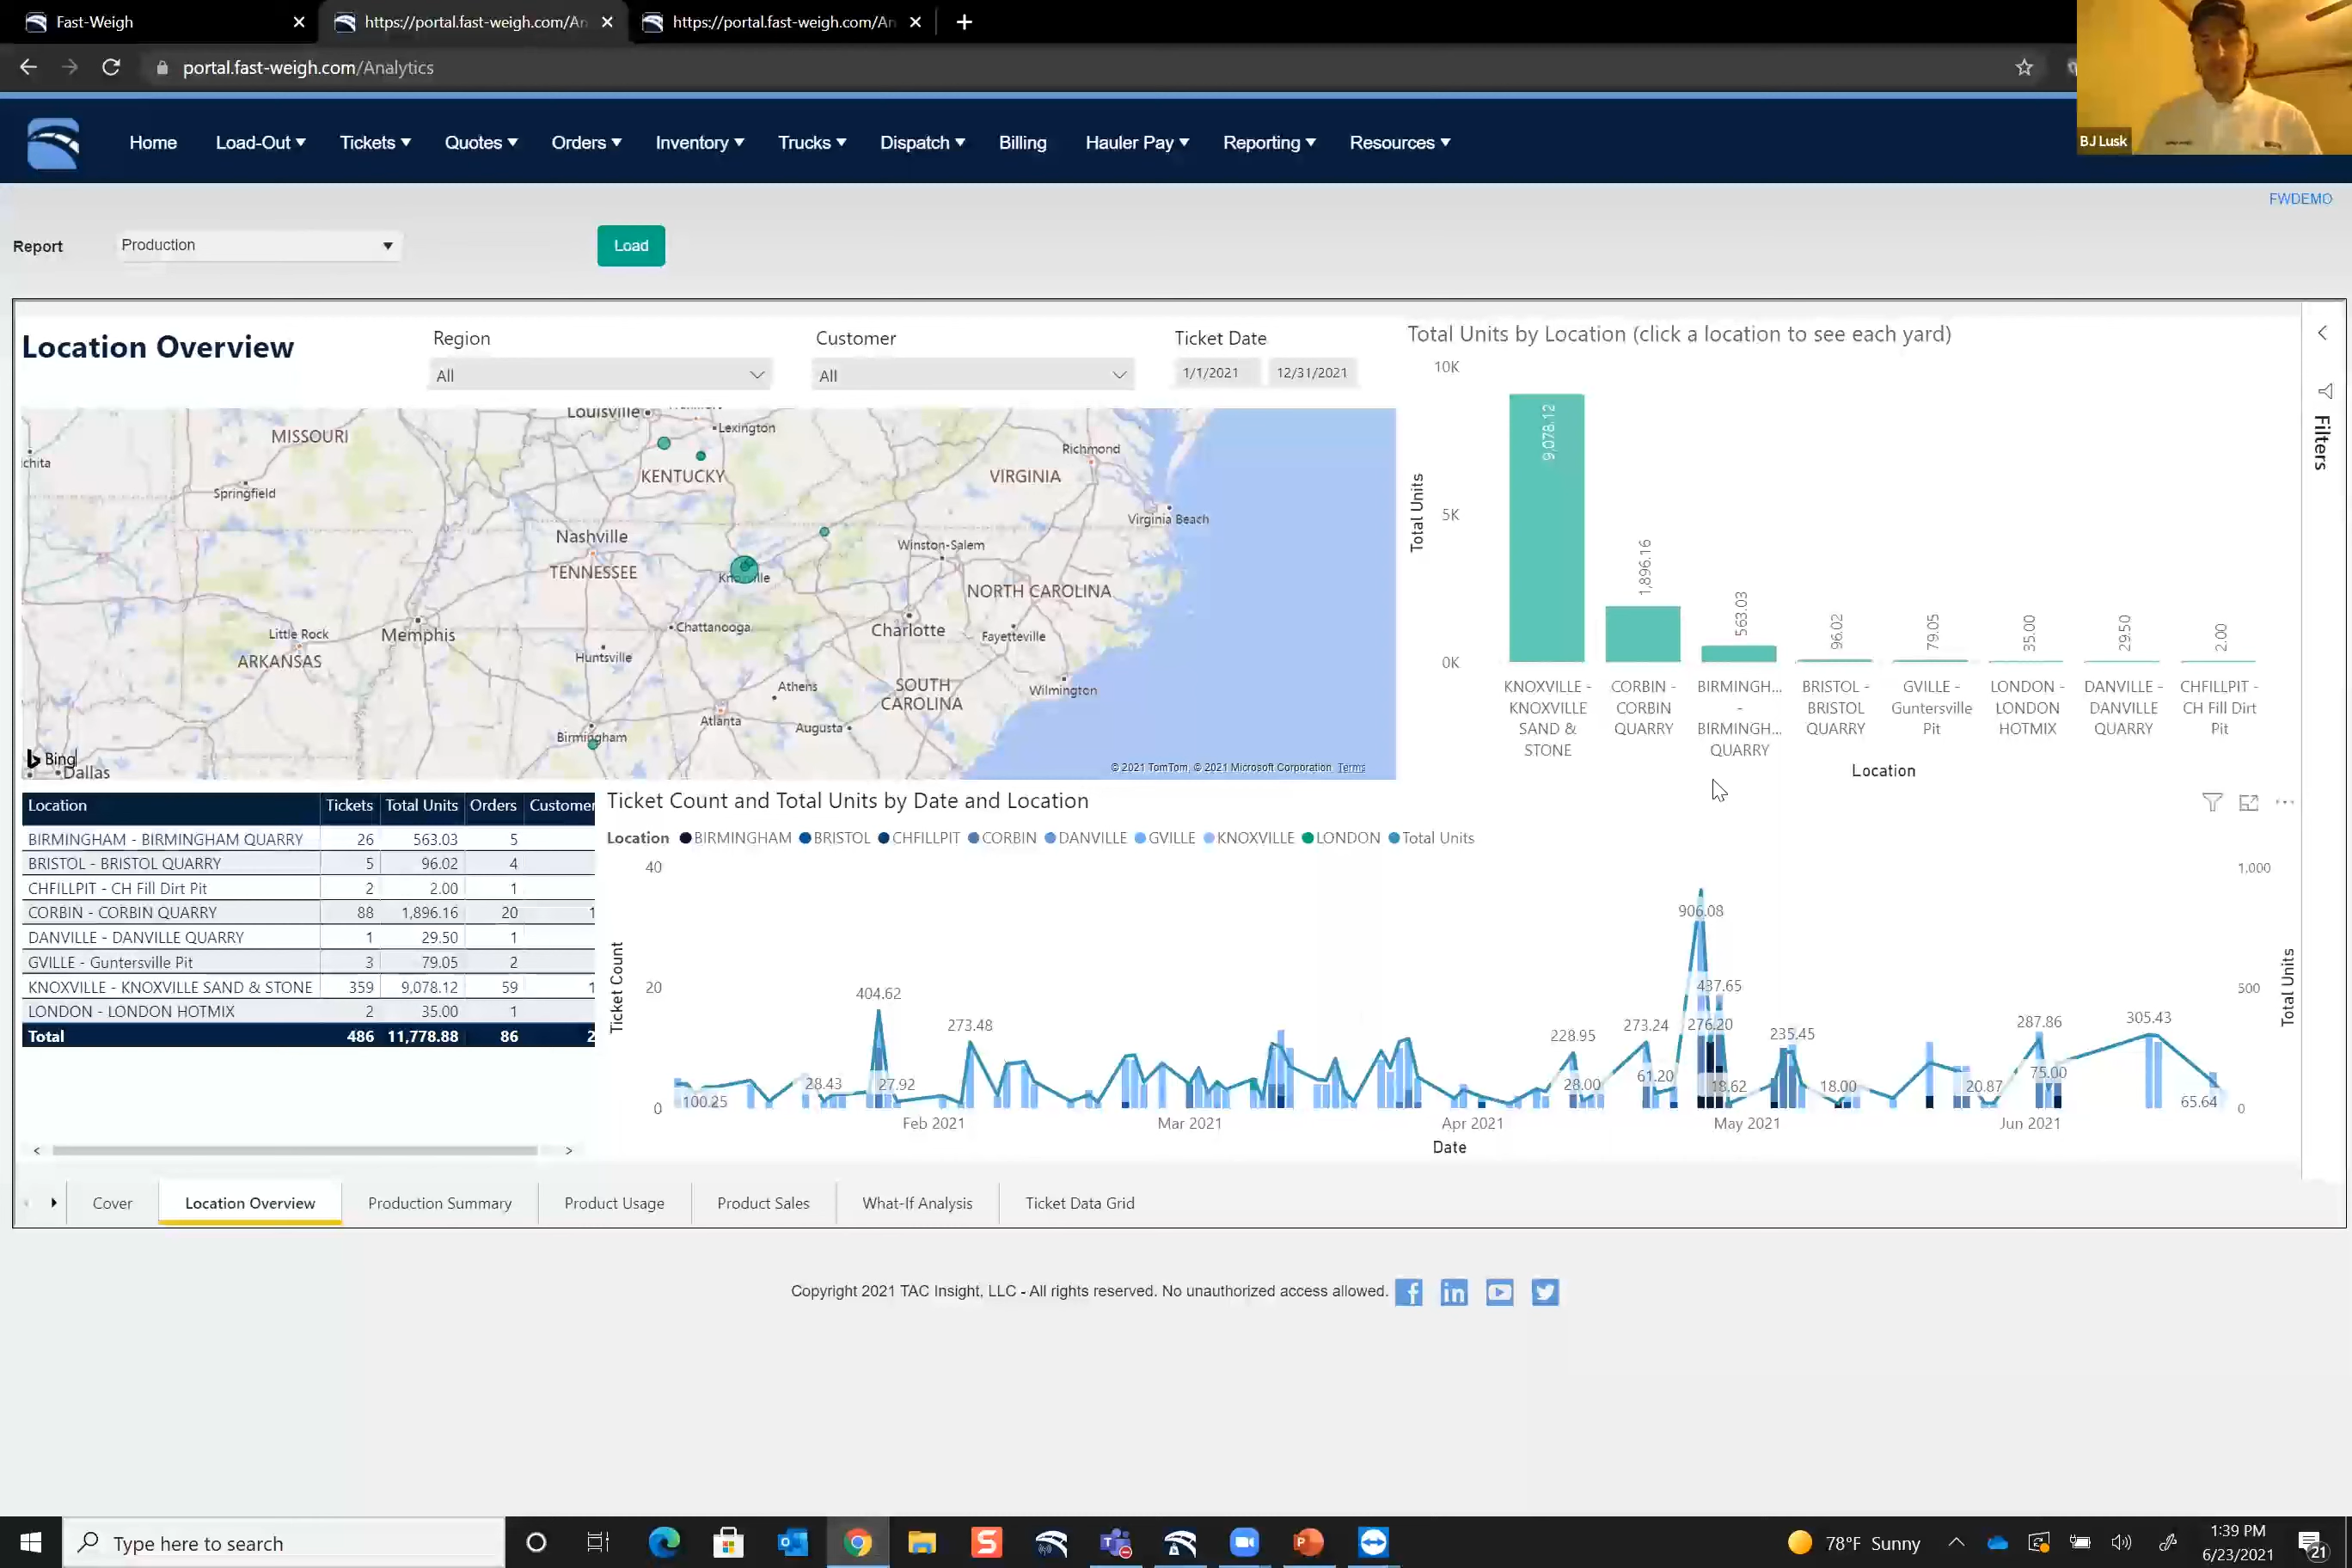 Fast-Weigh
https://portal.fast-weigh.com/An
https://portal.fast-weigh.com/An
portal.fast-weigh.com/Analytics
BJ Lusk
Home Load-Out Tickets Quotes Orders Inventory Trucks Dispatch Billing Hauler Pay Reporting Resources
FWDEMO
Report Production Load
Location Overview
Region
All
Customer
All
Ticket Date
1/1/2021 12/31/2021
Louisville
Lexington
MISSOURI
KENTUCKY
Richmond
VIRGINIA
ichita
Springfield
Virginia Beach
Nashville
TENNESSEE
Winston-Salem
NORTH CAROLINA
Little Rock
ARKANSAS
Memphis
Chattanooga
Charlotte
Fayetteville
Huntsville
Athens
SOUTH
CAROLINA
Wilmington
Atlanta
Augusta
Birmingham
Bing
Dallas
© 2021 TomTom, © 2021 Microsoft Corporation Terms
Total Units by Location (click a location to see each yard)
10K
5K
0K
Total Units
9,078.12
1,896.16
563.03
96.02
79.05
35.00
29.50
2.00
KNOXVILLE -
KNOXVILLE
SAND &
STONE
CORBIN -
CORBIN
QUARRY
BIRMINGH...
-
BIRMINGH...
QUARRY
BRISTOL -
BRISTOL
QUARRY
GVILLE -
Guntersville
Pit
LONDON -
LONDON
HOTMIX
DANVILLE -
DANVILLE
QUARRY
CHFILLPIT -
CH Fill Dirt
Pit
Location
Filters
Location Tickets Total Units Orders Customer
BIRMINGHAM - BIRMINGHAM QUARRY 26 563.03 5
BRISTOL - BRISTOL QUARRY 5 96.02 4
CHFILLPIT - CH Fill Dirt Pit 2 2.00 1
CORBIN - CORBIN QUARRY 88 1,896.16 20 1
DANVILLE - DANVILLE QUARRY 1 29.50 1
GVILLE - Guntersville Pit 3 79.05 2
KNOXVILLE - KNOXVILLE SAND & STONE 359 9,078.12 59 1
LONDON - LONDON HOTMIX 2 35.00 1
Total 486 11,778.88 86 2
Ticket Count and Total Units by Date and Location
Location BIRMINGHAM BRISTOL CHFILLPIT CORBIN DANVILLE GVILLE KNOXVILLE LONDON Total Units
40
20
0
Ticket Count
1,000
500
0
Total Units
100.25
28.43
404.62
27.92
273.48
228.95
28.00
273.24
61.20
906.08
437.65
276.20
18.62
235.45
18.00
20.87
287.86
75.00
305.43
65.64
Feb 2021 Mar 2021 Apr 2021 May 2021 Jun 2021
Date
Cover Location Overview Production Summary Product Usage Product Sales What-If Analysis Ticket Data Grid
Copyright 2021 TAC Insight, LLC - All rights reserved. No unauthorized access allowed.
Type here to search
78°F Sunny
1:39 PM
6/23/2021
21